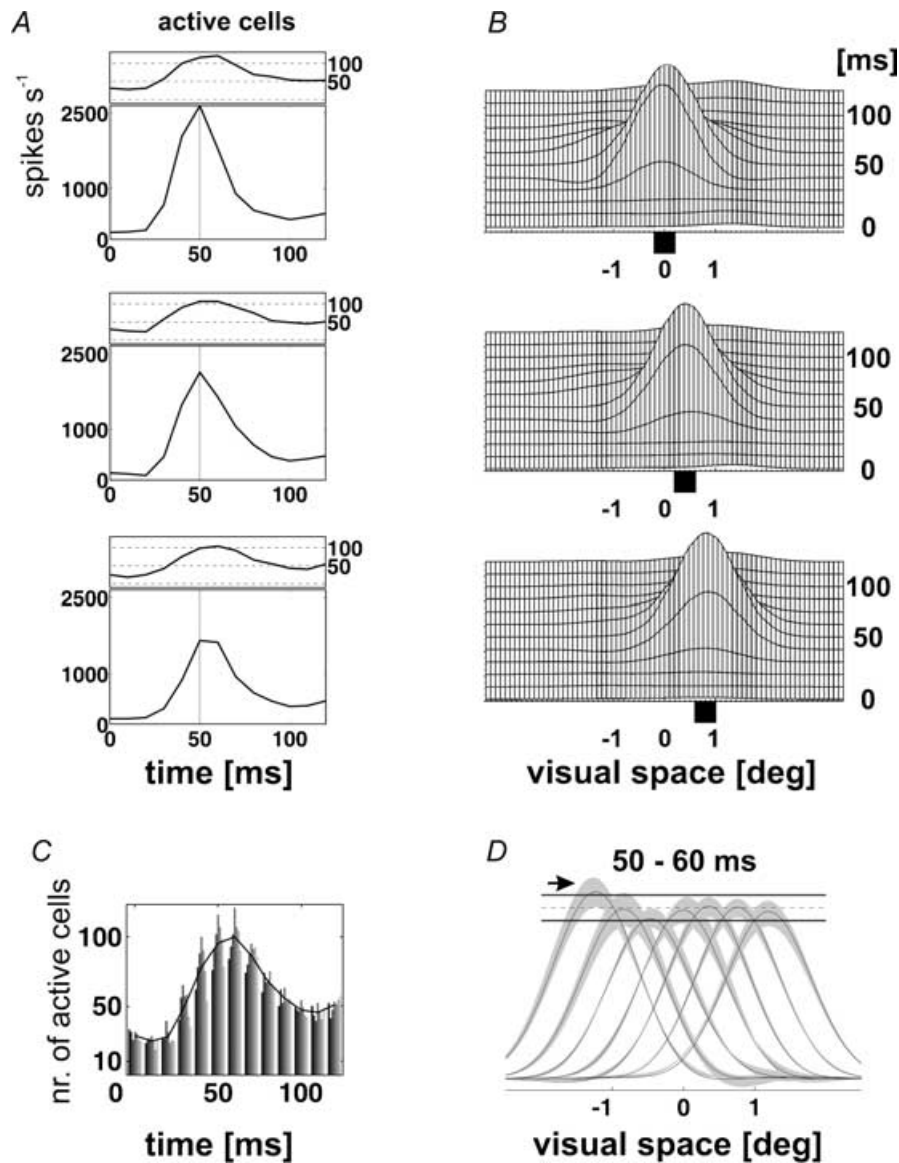 A
active cells
B
spikes s⁻¹
100
50
2500
1000
0
0 50 100
[ms]
100
50
0
-1 0 1
100
50
2500
1000
0
0 50 100
100
50
0
-1 0 1
100
50
2500
1000
0
0 50 100
100
50
0
-1 0 1
time [ms]
visual space [deg]
C
nr. of active cells
100
50
10
0 50 100
time [ms]
D
50 - 60 ms
-1 0 1
visual space [deg]